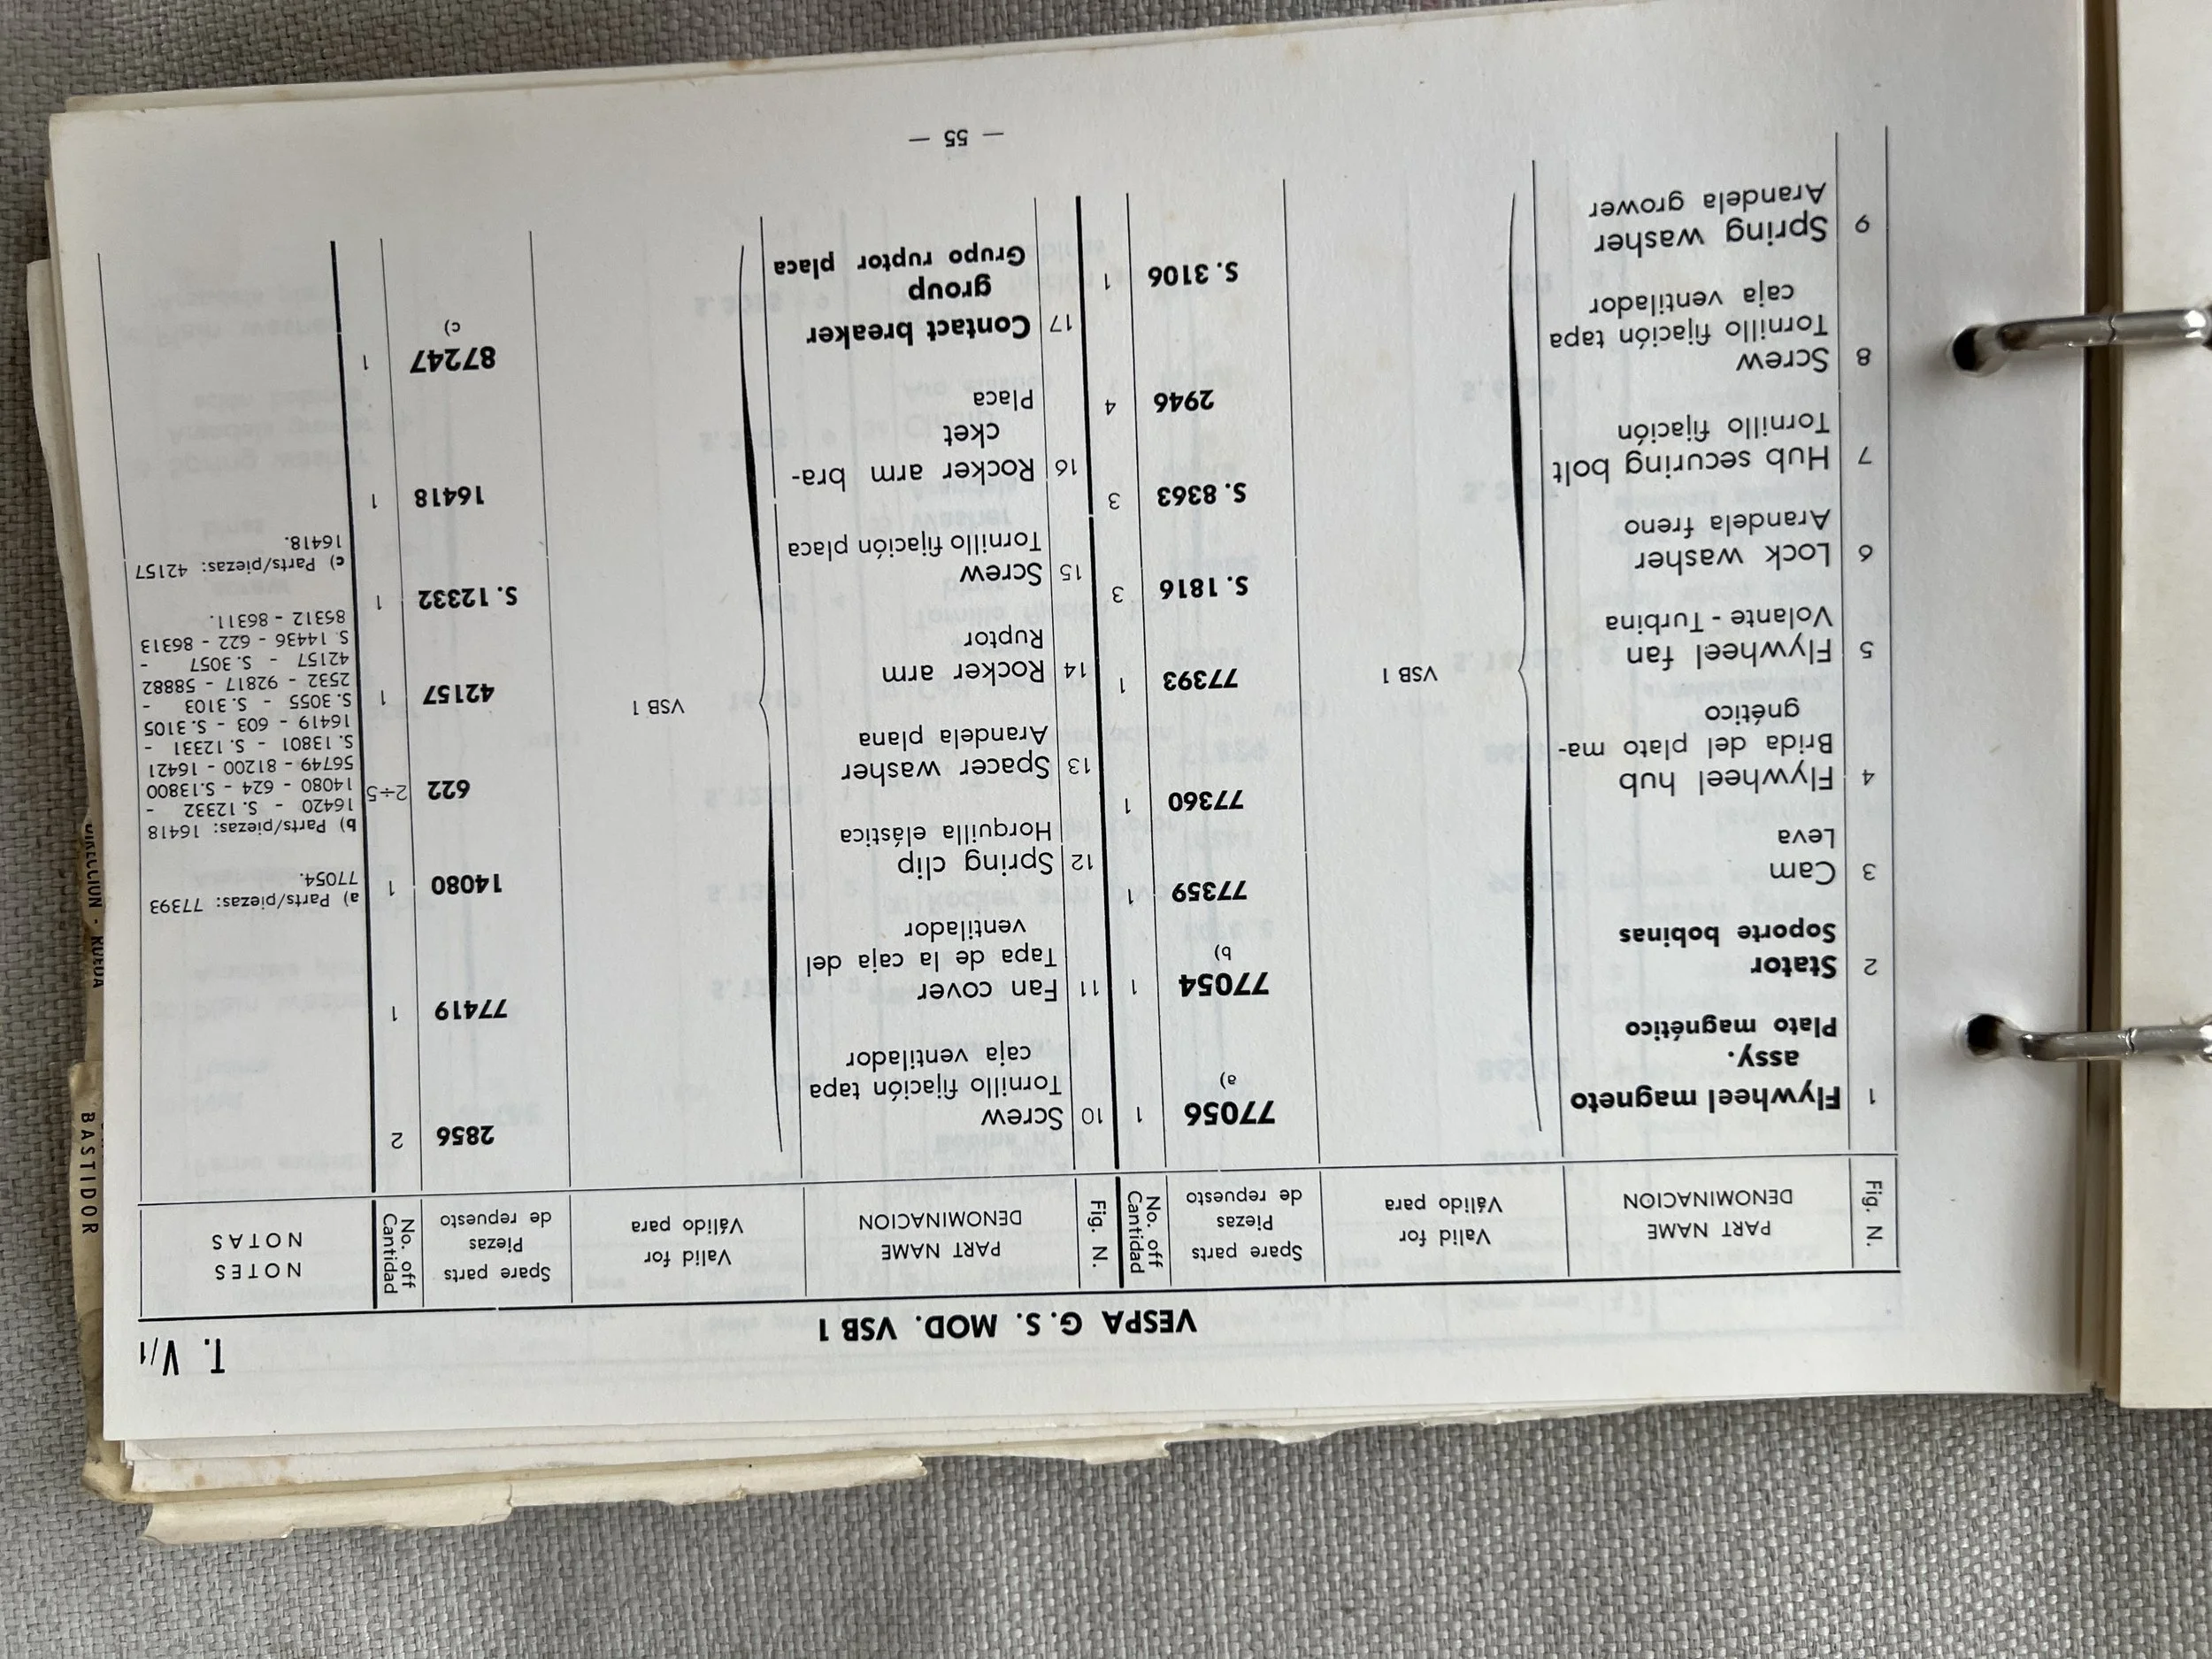 T. V/1
VESPA G. S. MOD. VSB 1
Fig. N.
PART NAME
DENOMINACION
Valid for
Válido para
Spare parts
Piezas
de repuesto
No. off
Cantidad
1
Flywheel magneto
assy.
Plato magnético
77056
a)
1
2
Stator
Soporte bobinas
77054
b)
1
3
Cam
Leva
77359
1
4
Flywheel hub
Brida del plato ma-
gnético
77360
1
5
Flywheel fan
Volante - Turbina
VSB 1
77393
1
6
Lock washer
Arandela freno
S. 1816
3
7
Hub securing bolt
Tornillo fijación
S. 8363
3
8
Screw
Tornillo fijación tapa
caja ventilador
2946
4
9
Spring washer
Arandela grower
S. 3106
1
Fig. N.
PART NAME
DENOMINACION
Valid for
Válido para
Spare parts
Piezas
de repuesto
No. off
Cantidad
10
Screw
Tornillo fijación tapa
caja ventilador
2856
2
11
Fan cover
Tapa de la caja del
ventilador
77419
1
12
Spring clip
Horquilla elástica
14080
1
13
Spacer washer
Arandela plana
622
2÷5
14
Rocker arm
Ruptor
VSB 1
42157
1
15
Screw
Tornillo fijación placa
S. 12332
1
16
Rocker arm bra-
cket
Placa
16418
1
17
Contact breaker
group
Grupo ruptor placa
87247
c)
1
NOTES
NOTAS
a) Parts/piezas: 77393
77054.
b) Parts/piezas: 16418
16420 - S. 12332 -
14080 - 624 - S.13800
56749 - 81200 - 16421
S. 13801 - S. 12331 -
16419 - 603 - S. 3105
S. 3055 - S. 3103 -
2532 - 92817 - 58882
42157 - S. 3057 -
S. 14436 - 622 - 86313
85312 - 86311.
c) Parts/piezas: 42157
16418.
— 55 —
BASTIDOR
DIRECCION - RUEDA